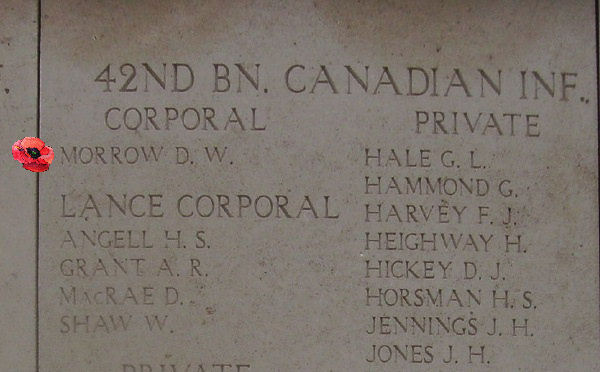 42ND BN. CANADIAN INF.,
CORPORAL
MORROW D. W.
LANCE CORPORAL
ANGELL H. S.
GRANT A. R.
MACRAE D.
SHAW W.
PRIVATE
PRIVATE
HALE G. L.
HAMMOND G.
HARVEY F. J.
HEIGHWAY H.
HICKEY D. J.
HORSMAN H. S.
JENNINGS J. H.
JONES J. H.